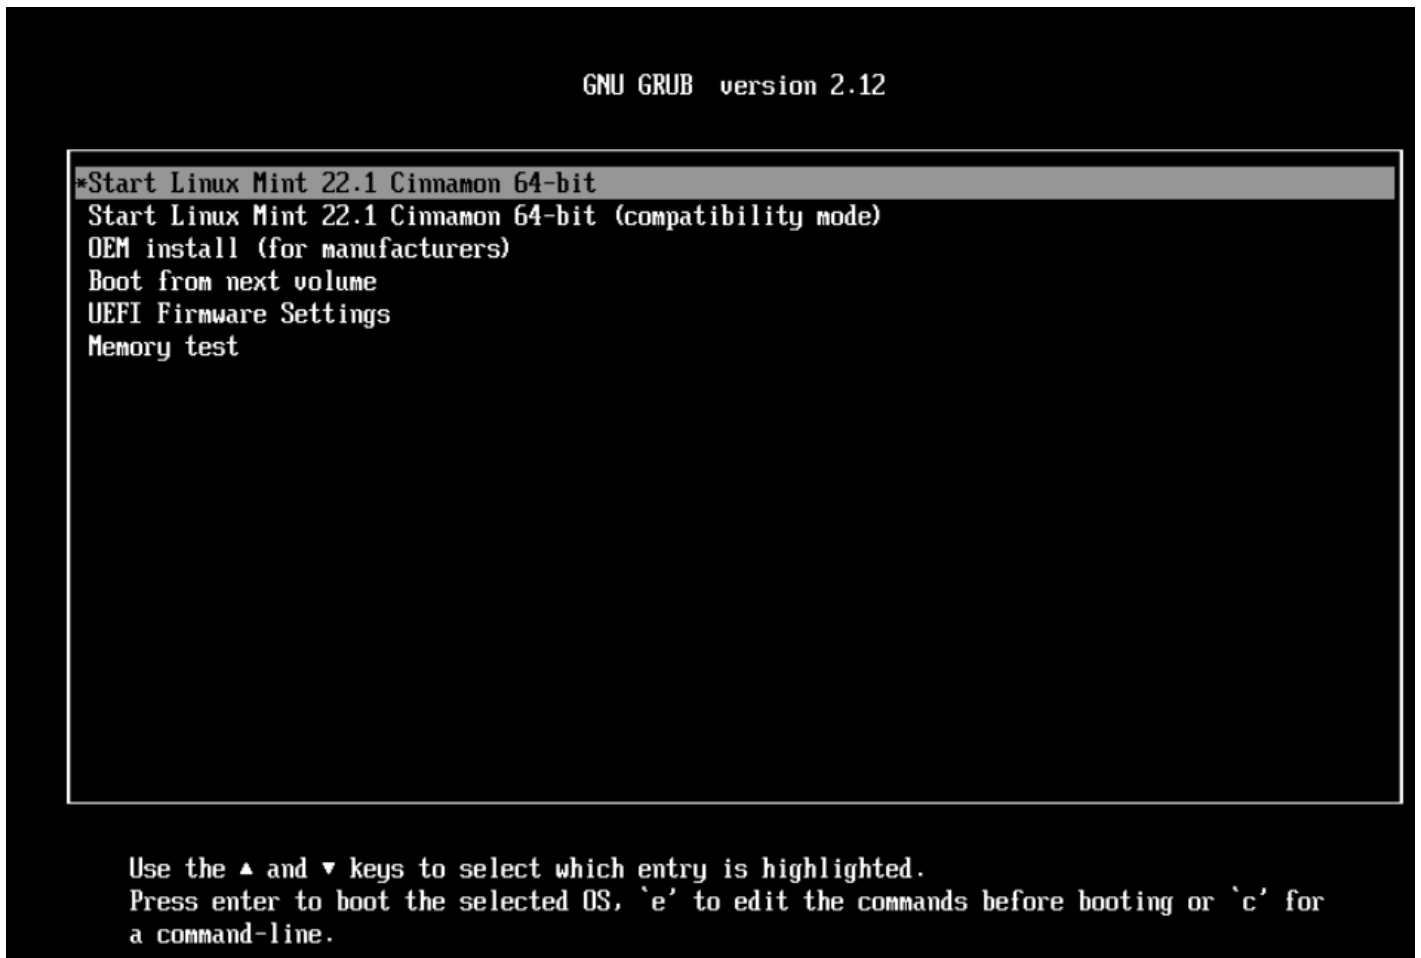 GNU GRUB  version 2.12
*Start Linux Mint 22.1 Cinnamon 64-bit
Start Linux Mint 22.1 Cinnamon 64-bit (compatibility mode)
OEM install (for manufacturers)
Boot from next volume
UEFI Firmware Settings
Memory test
Use the ▲ and ▼ keys to select which entry is highlighted.
Press enter to boot the selected OS, `e' to edit the commands before booting or `c' for
a command-line.